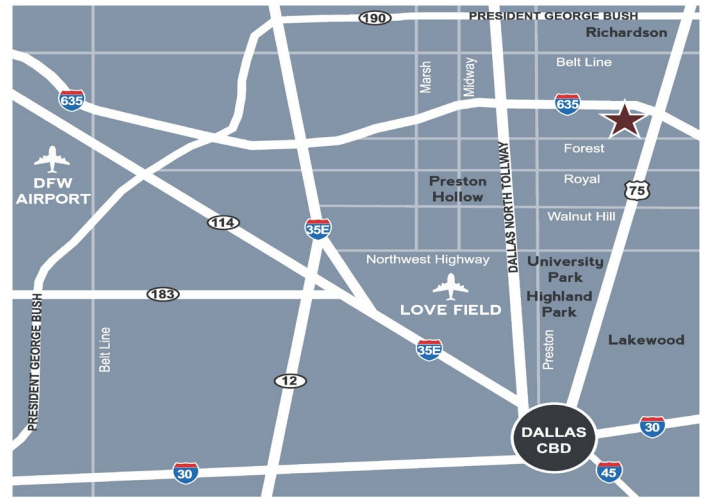 190
PRESIDENT GEORGE BUSH
Richardson
Belt Line
Marsh
Midway
635
635
Forest
DFW
AIRPORT
Preston
Hollow
Royal
75
DALLAS NORTH TOLLWAY
Walnut Hill
114
35E
Northwest Highway
University
Park
Highland
Park
183
LOVE FIELD
PRESIDENT GEORGE BUSH
Belt Line
35E
Preston
Lakewood
12
DALLAS
CBD
30
30
45